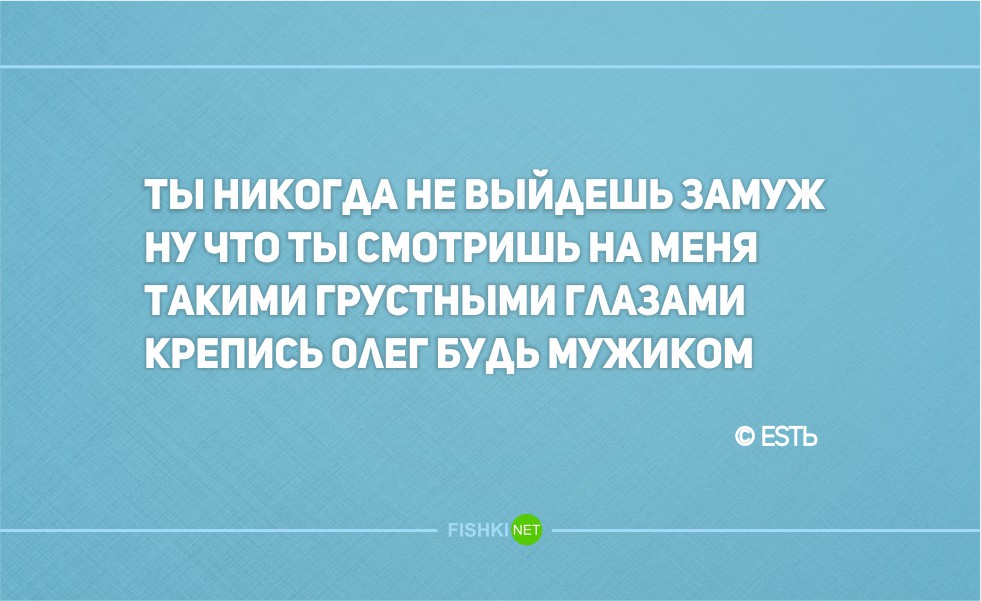 ТЫ НИКОГДА НЕ ВЫЙДЕШЬ ЗАМУЖ
НУ ЧТО ТЫ СМОТРИШЬ НА МЕНЯ
ТАКИМИ ГРУСТНЫМИ ГЛАЗАМИ
КРЕПИСЬ ОЛЕГ БУДЬ МУЖИКОМ
© ESTЬ
FISHKI NET